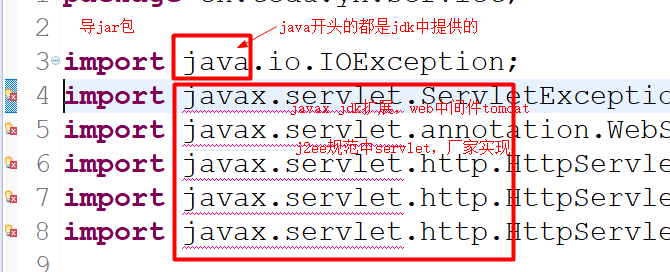 导jar包
java开头的都是jdk中提供的
3 import java.io.IOException;
4 import javax.servlet.ServletExceptio
javax jdk扩展，web中间件tomcat
5 import javax.servlet.annotation.WebS
j2ee规范中servlet，厂家实现
6 import javax.servlet.http.HttpServle
7 import javax.servlet.http.HttpServle
8 import javax.servlet.http.HttpServle